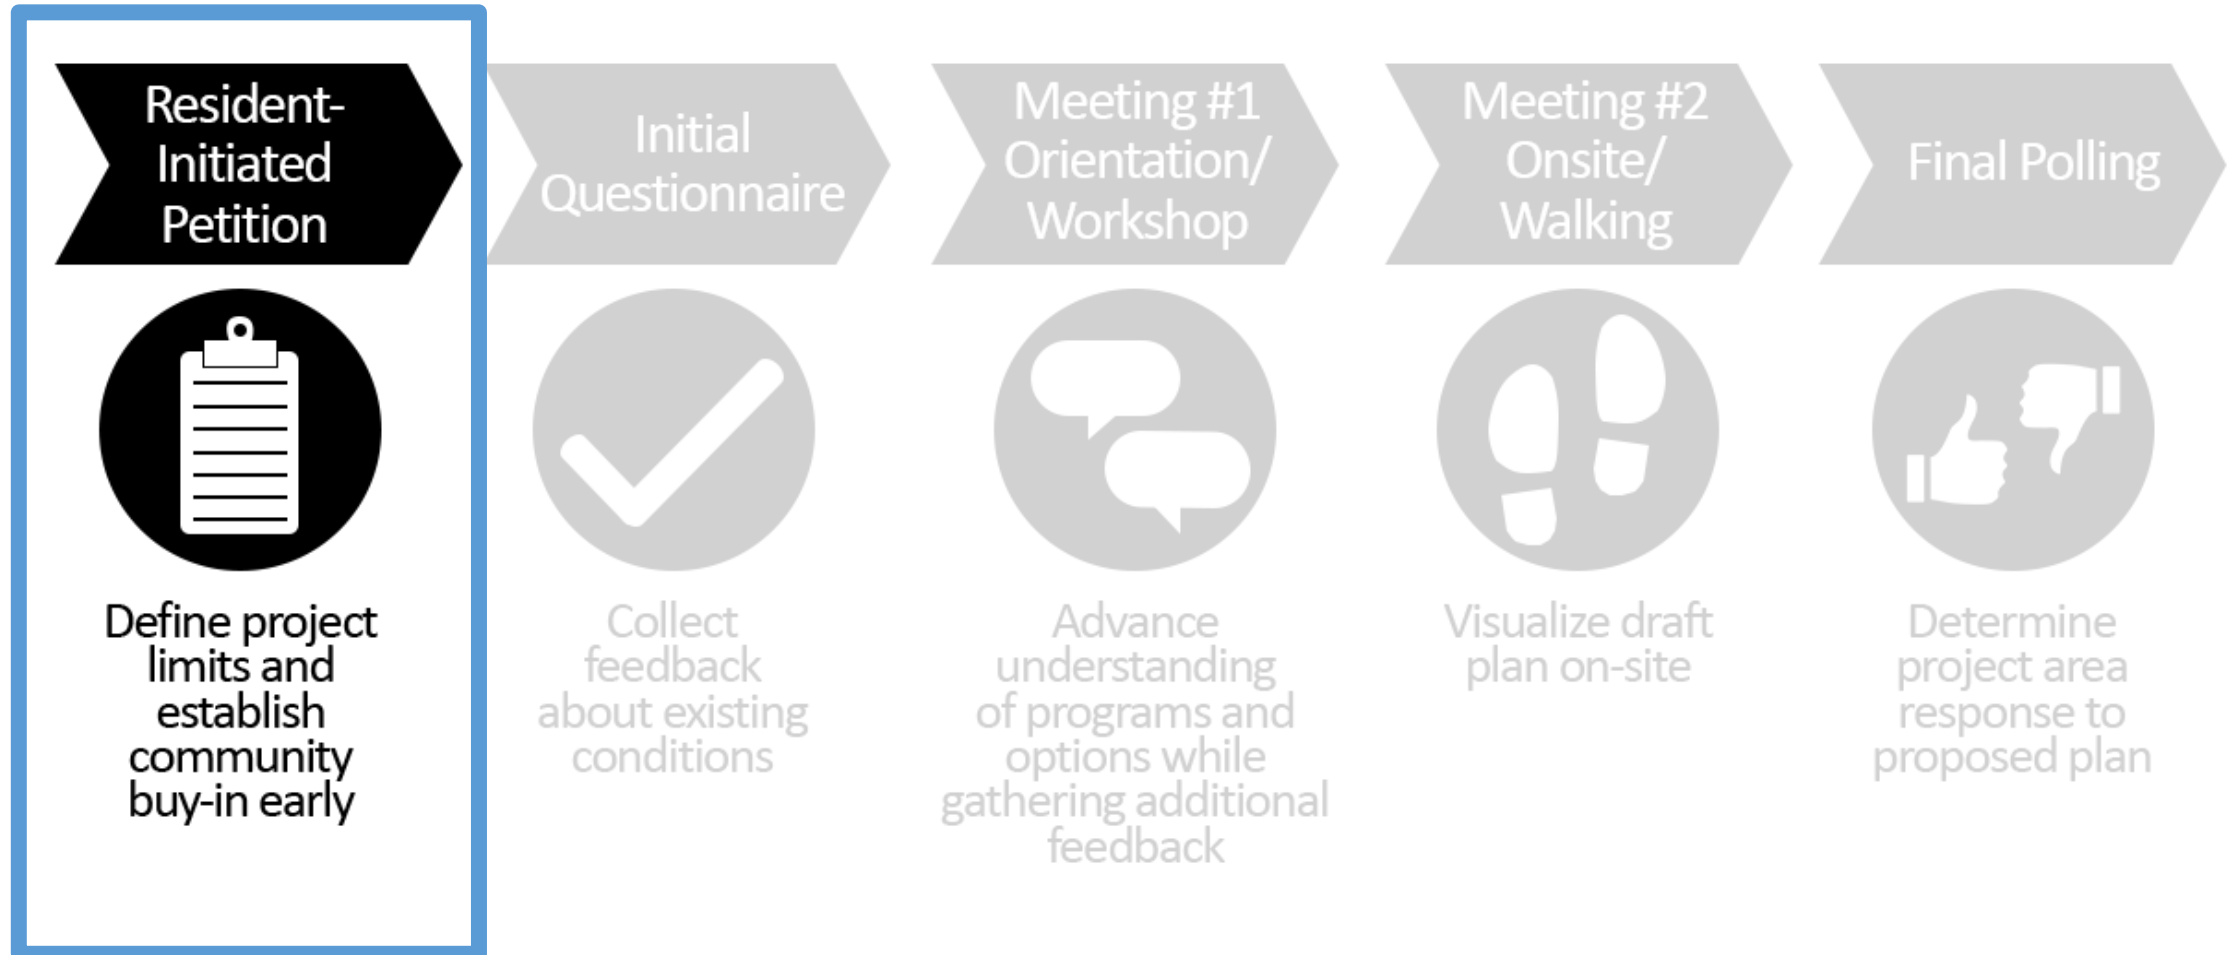 Resident-
Initiated
Petition
Initial
Questionnaire
Meeting #1
Orientation/
Workshop
Meeting #2
Onsite/
Walking
Final Polling
Define project
limits and
establish
community
buy-in early
Collect
feedback
about existing
conditions
Advance
understanding
of programs and
options while
gathering additional
feedback
Visualize draft
plan on-site
Determine
project area
response to
proposed plan